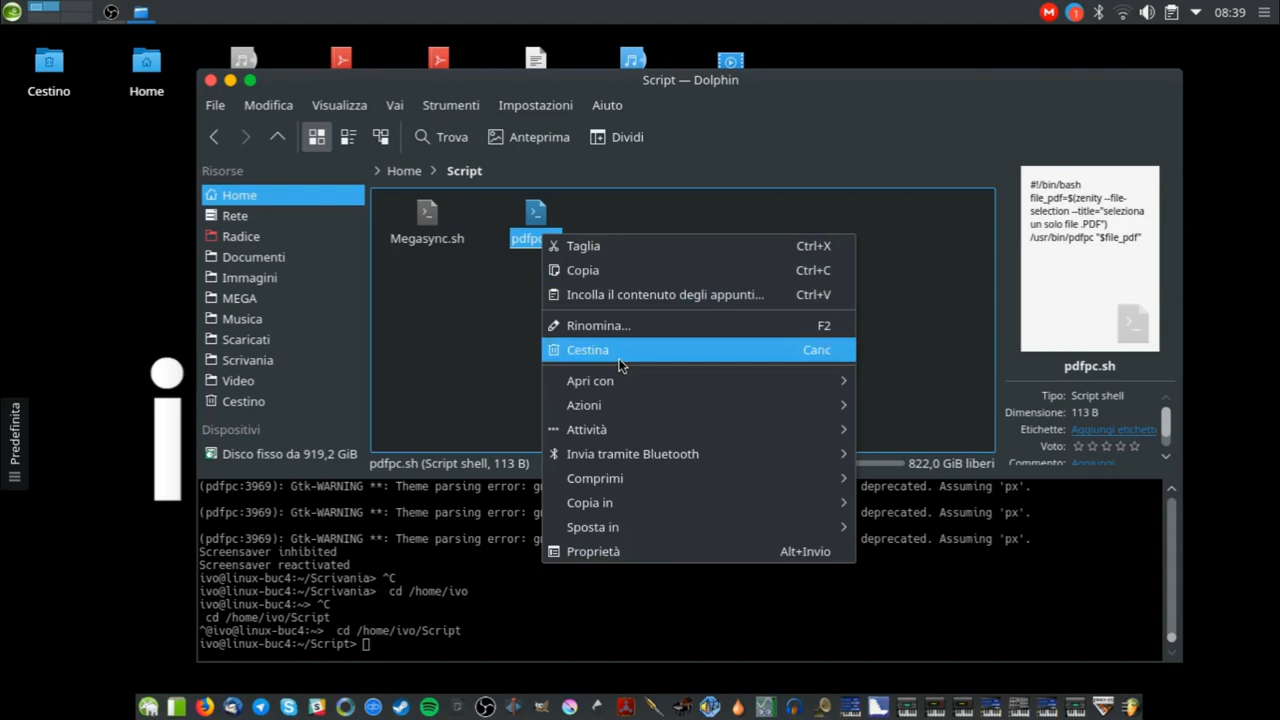 08:39
Cestino
Home
Script — Dolphin
File Modifica Visualizza Vai Strumenti Impostazioni Aiuto
Trova Anteprima Dividi
Risorse
Home
Rete
Radice
Documenti
Immagini
MEGA
Musica
Scaricati
Scrivania
Video
Cestino
Dispositivi
Disco fisso da 919,2 GiB
Home Script
Megasync.sh
pdfpc
Taglia Ctrl+X
Copia Ctrl+C
Incolla il contenuto degli appunti... Ctrl+V
Rinomina... F2
Cestina Canc
Apri con
Azioni
Attività
Invia tramite Bluetooth
Comprimi
Copia in
Sposta in
Proprietà Alt+Invio
#!/bin/bash
file_pdf=$(zenity --file-
selection --title="seleziona
un solo file .PDF")
/usr/bin/pdfpc "$file_pdf"
pdfpc.sh
Tipo: Script shell
Dimensione: 113 B
Etichette: Aggiungi etichette
Voto:
Commento: Aggiungi
pdfpc.sh (Script shell, 113 B)
822,0 GiB liberi
(pdfpc:3969): Gtk-WARNING **: Theme parsing error: deprecated. Assuming 'px'.
(pdfpc:3969): Gtk-WARNING **: Theme parsing error: deprecated. Assuming 'px'.
(pdfpc:3969): Gtk-WARNING **: Theme parsing error: deprecated. Assuming 'px'.
Screensaver inhibited
Screensaver reactivated
ivo@linux-buc4:~/Scrivania> ^C
ivo@linux-buc4:~/Scrivania>  cd /home/ivo
ivo@linux-buc4:~> ^C
cd /home/ivo/Script
^@ivo@linux-buc4:~>  cd /home/ivo/Script
ivo@linux-buc4:~/Script>
Predefinita